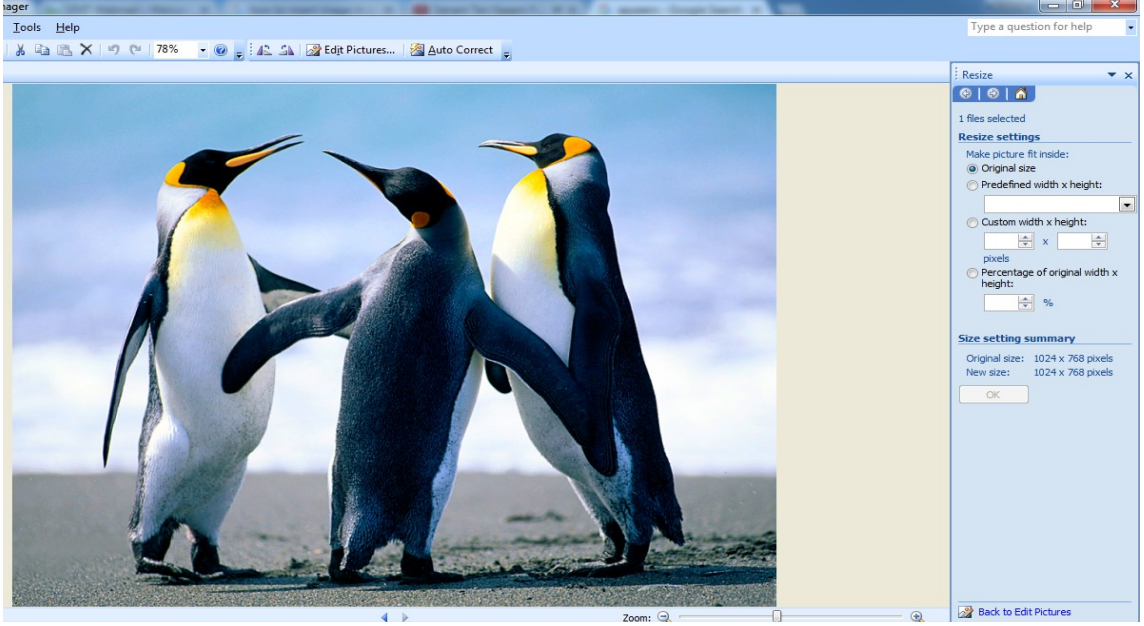 nager
Tools Help
Type a question for help
78% Edit Pictures... Auto Correct
Resize
1 files selected
Resize settings
Make picture fit inside:
Original size
Predefined width x height:
Custom width x height:
x
pixels
Percentage of original width x
height:
%
Size setting summary
Original size: 1024 x 768 pixels
New size: 1024 x 768 pixels
OK
Back to Edit Pictures
Zoom: